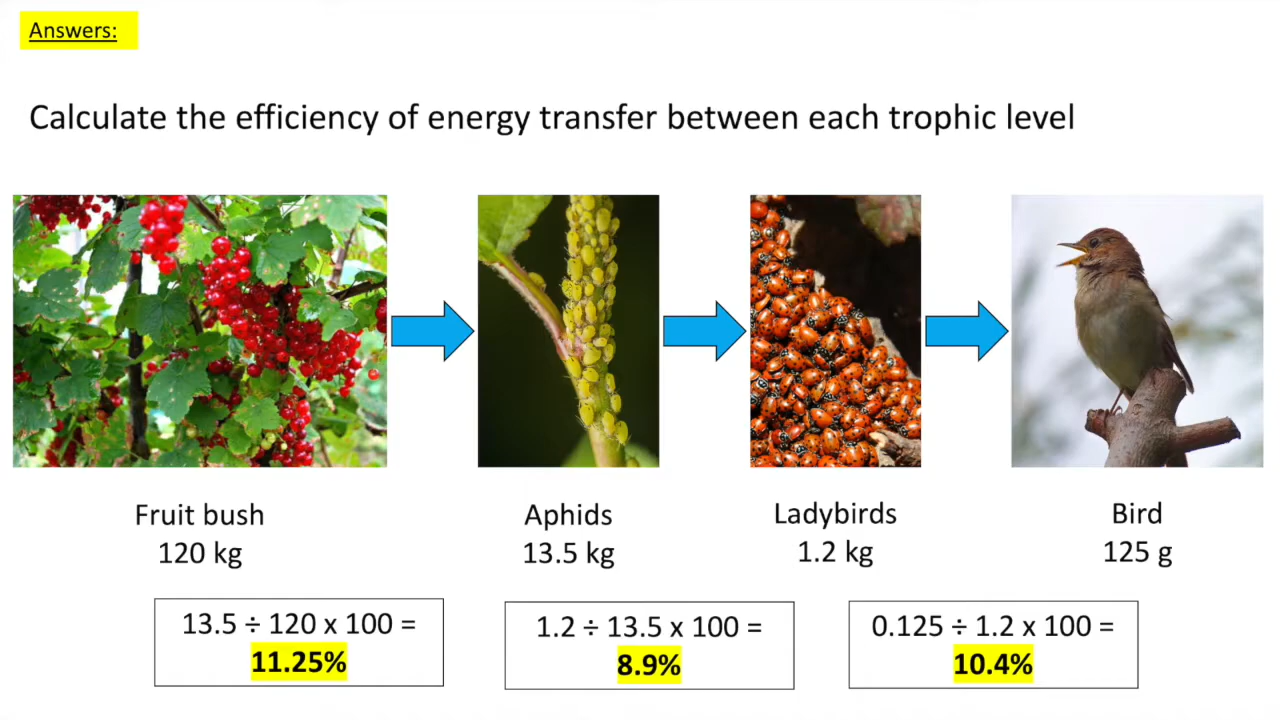 Answers:
Calculate the efficiency of energy transfer between each trophic level
Fruit bush
120 kg
Aphids
13.5 kg
Ladybirds
1.2 kg
Bird
125 g
13.5 ÷ 120 x 100 =
11.25%
1.2 ÷ 13.5 x 100 =
8.9%
0.125 ÷ 1.2 x 100 =
10.4%